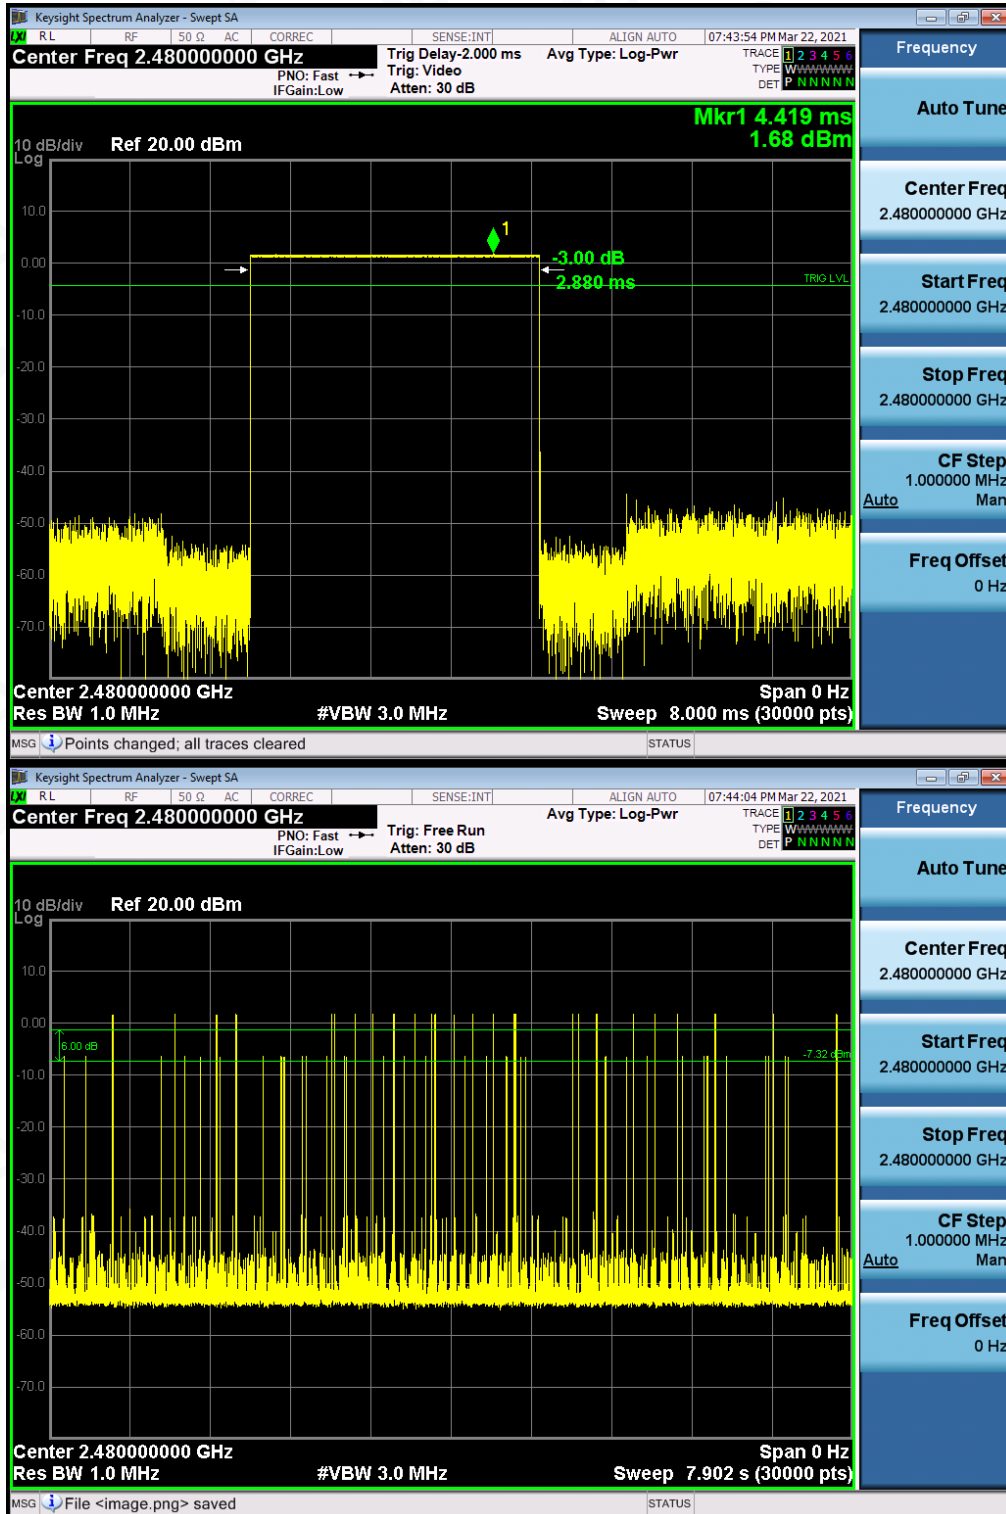 Keysight Spectrum Analyzer - Swept SA
LXI RL RF 50 Ω AC CORREC SENSE:INT ALIGN AUTO 07:43:54 PM Mar 22, 2021
Center Freq 2.480000000 GHz Trig Delay-2.000 ms Avg Type: Log-Pwr TRACE 1 2 3 4 5 6
PNO: Fast Trig: Video TYPE WWWWWW
IFGain:Low Atten: 30 dB DET P N N N N N
Mkr1 4.419 ms
1.68 dBm
10 dB/div Ref 20.00 dBm
Log
10.0
1
0.00
-3.00 dB
2.880 ms
TRIG LVL
-10.0
-20.0
-30.0
-40.0
-50.0
-60.0
-70.0
Center 2.480000000 GHz Span 0 Hz
Res BW 1.0 MHz #VBW 3.0 MHz Sweep 8.000 ms (30000 pts)
MSG Points changed; all traces cleared STATUS
Frequency
Auto Tune
Center Freq
2.480000000 GHz
Start Freq
2.480000000 GHz
Stop Freq
2.480000000 GHz
CF Step
1.000000 MHz
Auto Man
Freq Offset
0 Hz
Keysight Spectrum Analyzer - Swept SA
LXI RL RF 50 Ω AC CORREC SENSE:INT ALIGN AUTO 07:44:04 PM Mar 22, 2021
Center Freq 2.480000000 GHz Avg Type: Log-Pwr TRACE 1 2 3 4 5 6
PNO: Fast Trig: Free Run TYPE WWWWWW
IFGain:Low Atten: 30 dB DET P N N N N N
10 dB/div Ref 20.00 dBm
Log
10.0
0.00
6.00 dB
-7.32 dBm
-10.0
-20.0
-30.0
-40.0
-50.0
-60.0
-70.0
Center 2.480000000 GHz Span 0 Hz
Res BW 1.0 MHz #VBW 3.0 MHz Sweep 7.902 s (30000 pts)
MSG File <image.png> saved STATUS
Frequency
Auto Tune
Center Freq
2.480000000 GHz
Start Freq
2.480000000 GHz
Stop Freq
2.480000000 GHz
CF Step
1.000000 MHz
Auto Man
Freq Offset
0 Hz